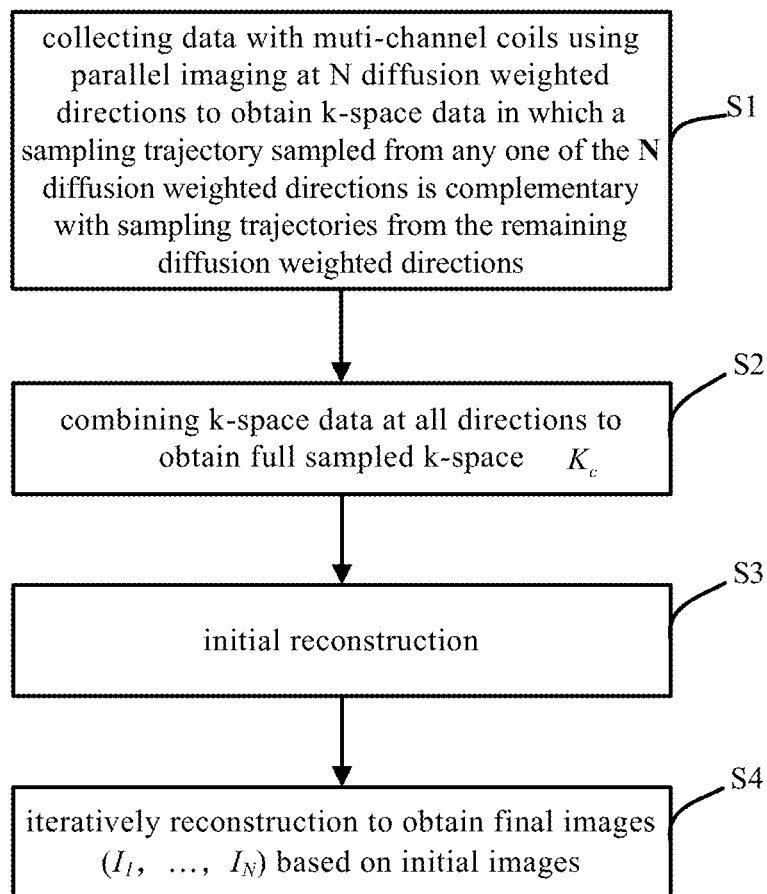 collecting data with muti-channel coils using
parallel imaging at N diffusion weighted
directions to obtain k-space data in which a
sampling trajectory sampled from any one of the N
diffusion weighted directions is complementary
with sampling trajectories from the remaining
diffusion weighted directions
S1
S2
combining k-space data at all directions to
obtain full sampled k-space K_c
S3
initial reconstruction
S4
iteratively reconstruction to obtain final images
(I_1, ..., I_N) based on initial images